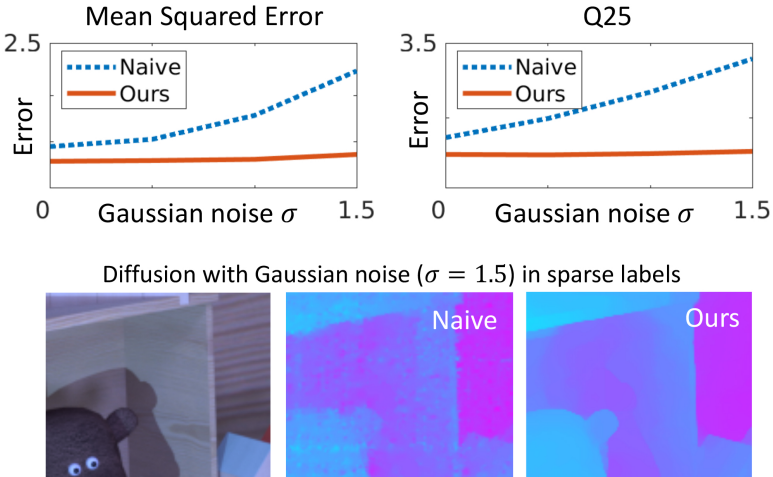 Mean Squared Error
2.5
Naive
Ours
Error
0
Gaussian noise σ
1.5
Q25
3.5
Naive
Ours
Error
0
Gaussian noise σ
1.5
Diffusion with Gaussian noise (σ = 1.5) in sparse labels
Naive
Ours